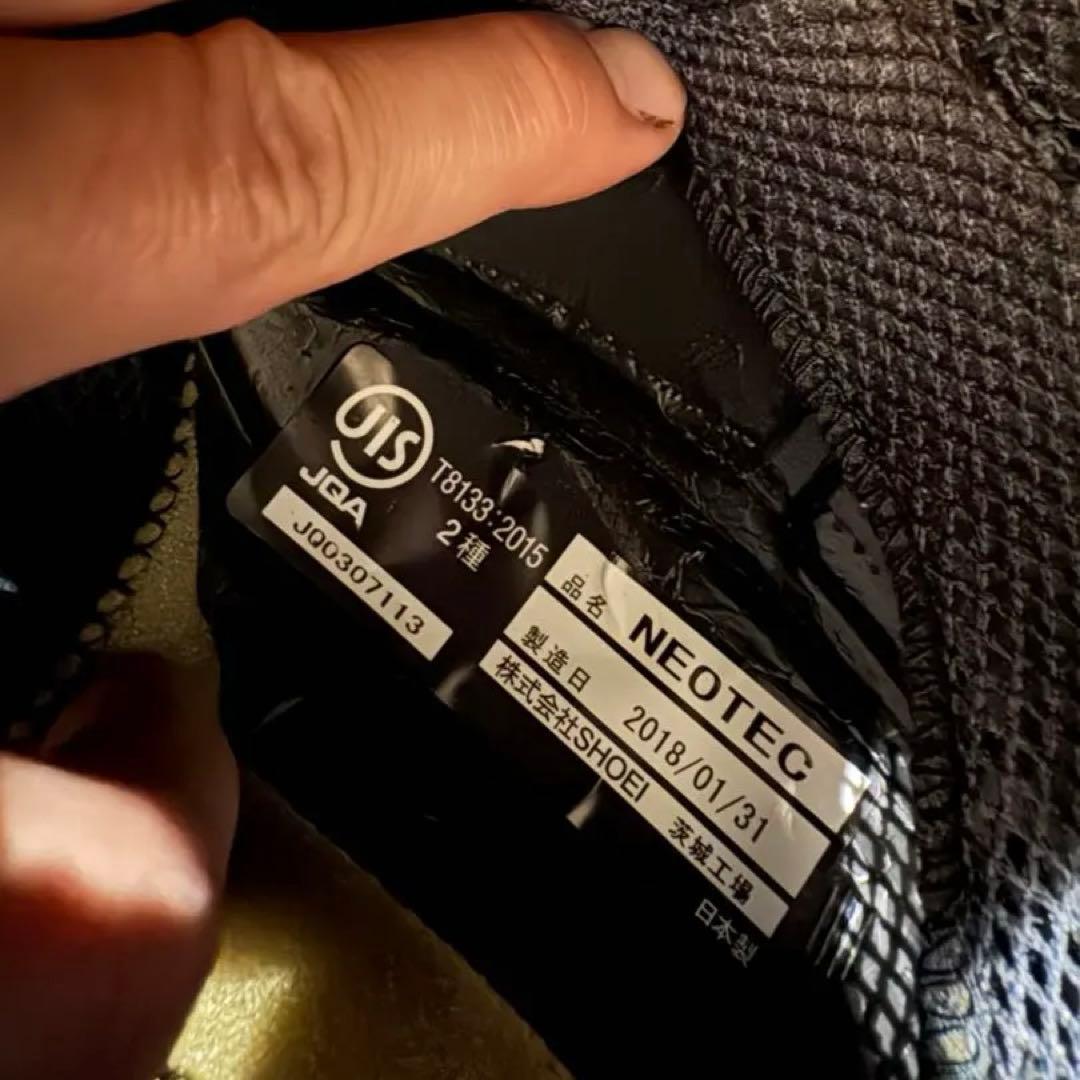 JIS
JQA
T8133:2015
2種
JQ0307113
品名 NEOTEC
製造日 2018/01/31
株式会社SHOEI 茨城工場
日本製